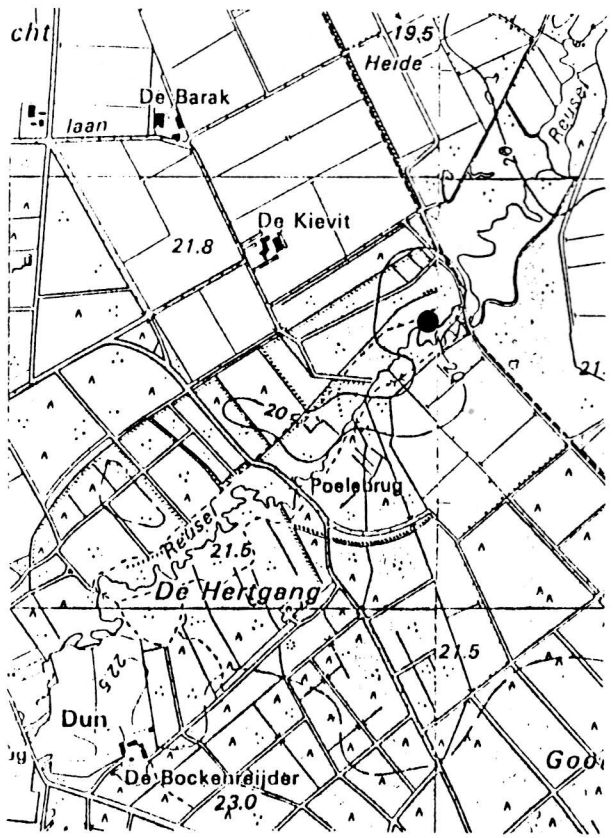 cht
19.5
Heide
De Barak
laan
Reusel
20
De Kievit
21.8
21.
20
20
Poelebrug
Reusel
21.5
De Hertgang
21.5
22.5
Dun
De Bockenreijder
23.0